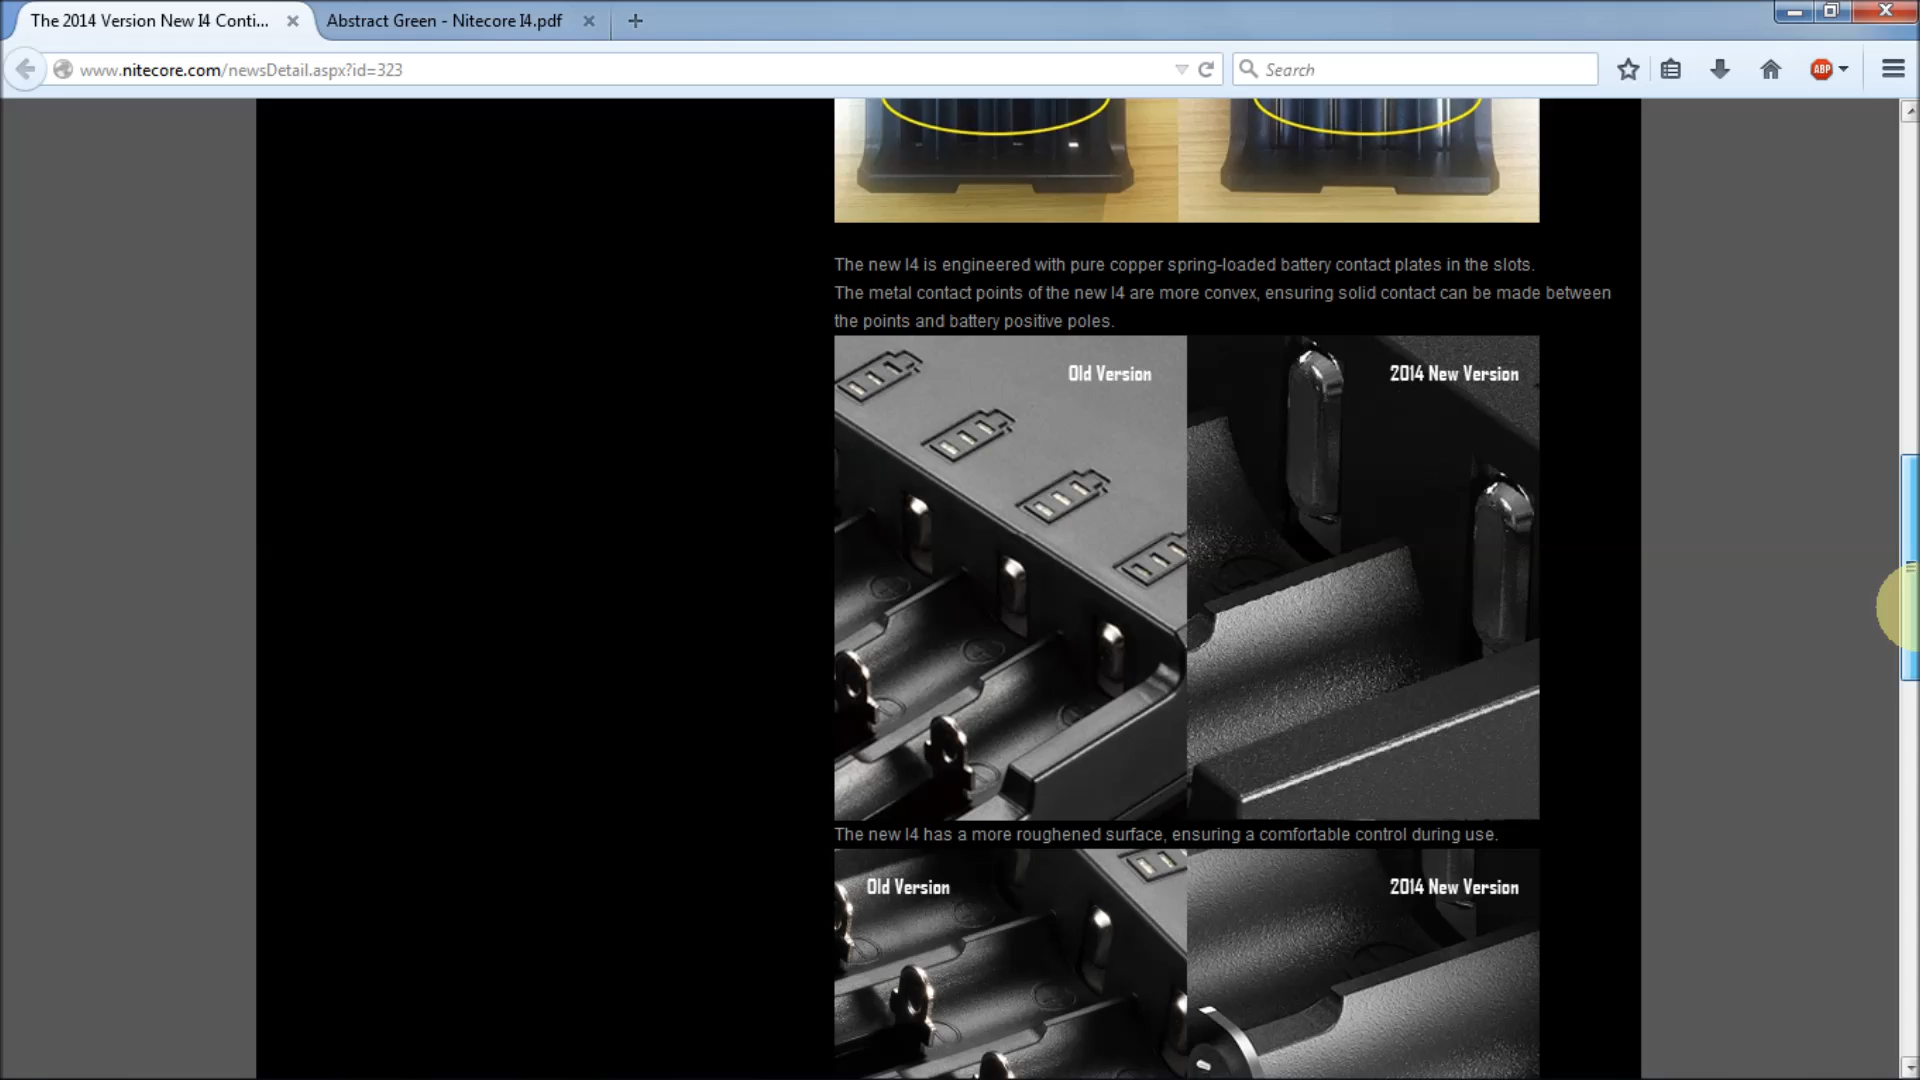 The 2014 Version New I4 Conti...
Abstract Green - Nitecore I4.pdf
www.nitecore.com/newsDetail.aspx?id=323
Search
ABP
The new I4 is engineered with pure copper spring-loaded battery contact plates in the slots.
The metal contact points of the new I4 are more convex, ensuring solid contact can be made between
the points and battery positive poles.
Old Version
2014 New Version
The new I4 has a more roughened surface, ensuring a comfortable control during use.
Old Version
2014 New Version